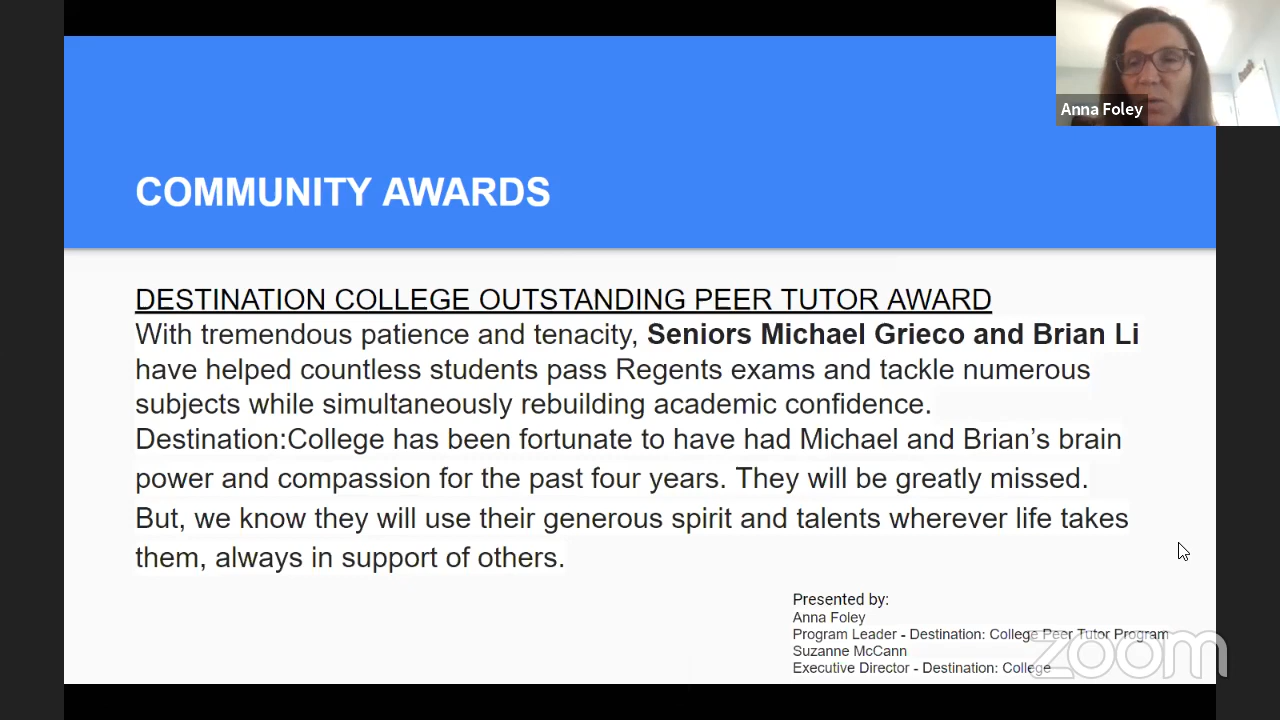 Anna Foley
COMMUNITY AWARDS
DESTINATION COLLEGE OUTSTANDING PEER TUTOR AWARD
With tremendous patience and tenacity, Seniors Michael Grieco and Brian Li
have helped countless students pass Regents exams and tackle numerous
subjects while simultaneously rebuilding academic confidence.
Destination:College has been fortunate to have had Michael and Brian’s brain
power and compassion for the past four years. They will be greatly missed.
But, we know they will use their generous spirit and talents wherever life takes
them, always in support of others.
Presented by:
Anna Foley
Program Leader - Destination: College Peer Tutor Program
Suzanne McCann
Executive Director - Destination: College
zoom